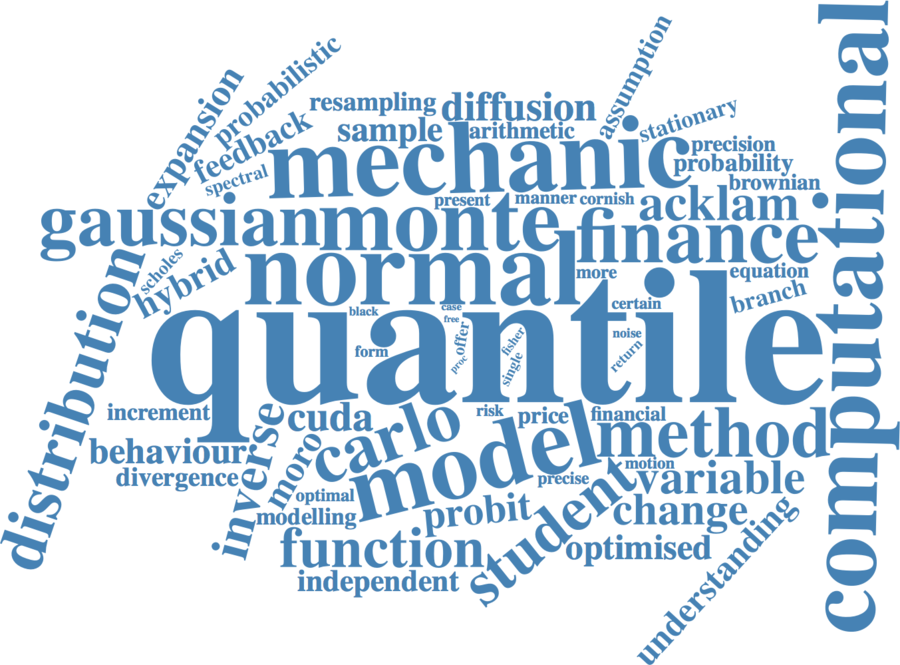 computational
assumption
probabilistic
expansion
resampling
diffusion
stationary
feedback
sample
arithmetic
spectral
mechanic
precision
probability
brownian
present
manner
cornish
acklam
gaussian
monte
finance
scholes
hybrid
normal
more
equation
branch
distribution
quantile
black
case
free
certain
offer
fisher
noise
form
proc
single
return
increment
inverse
cuda
carlo
risk
price
financial
behaviour
moro
model
method
divergence
motion
optimal
precise
variable
modelling
probit
student
change
understanding
function
optimised
independent